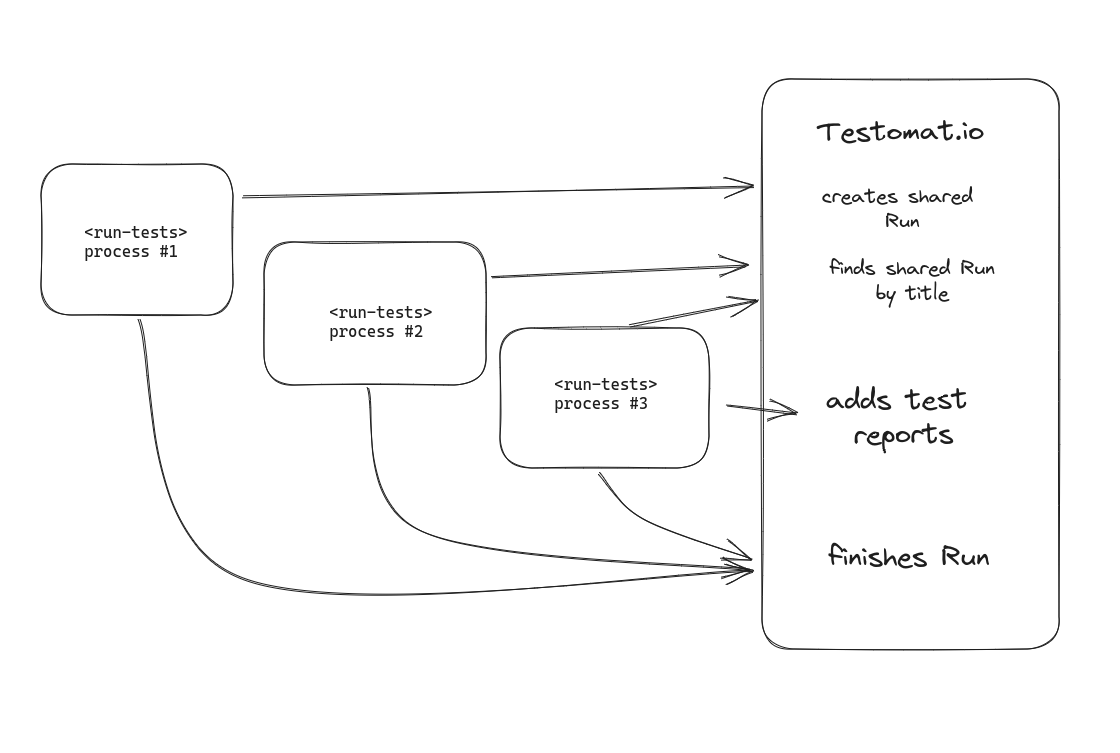 Testomat.io
creates shared
Run
<run-tests>
process #1
finds shared Run
by title
<run-tests>
process #2
<run-tests>
process #3
adds test
reports
finishes Run